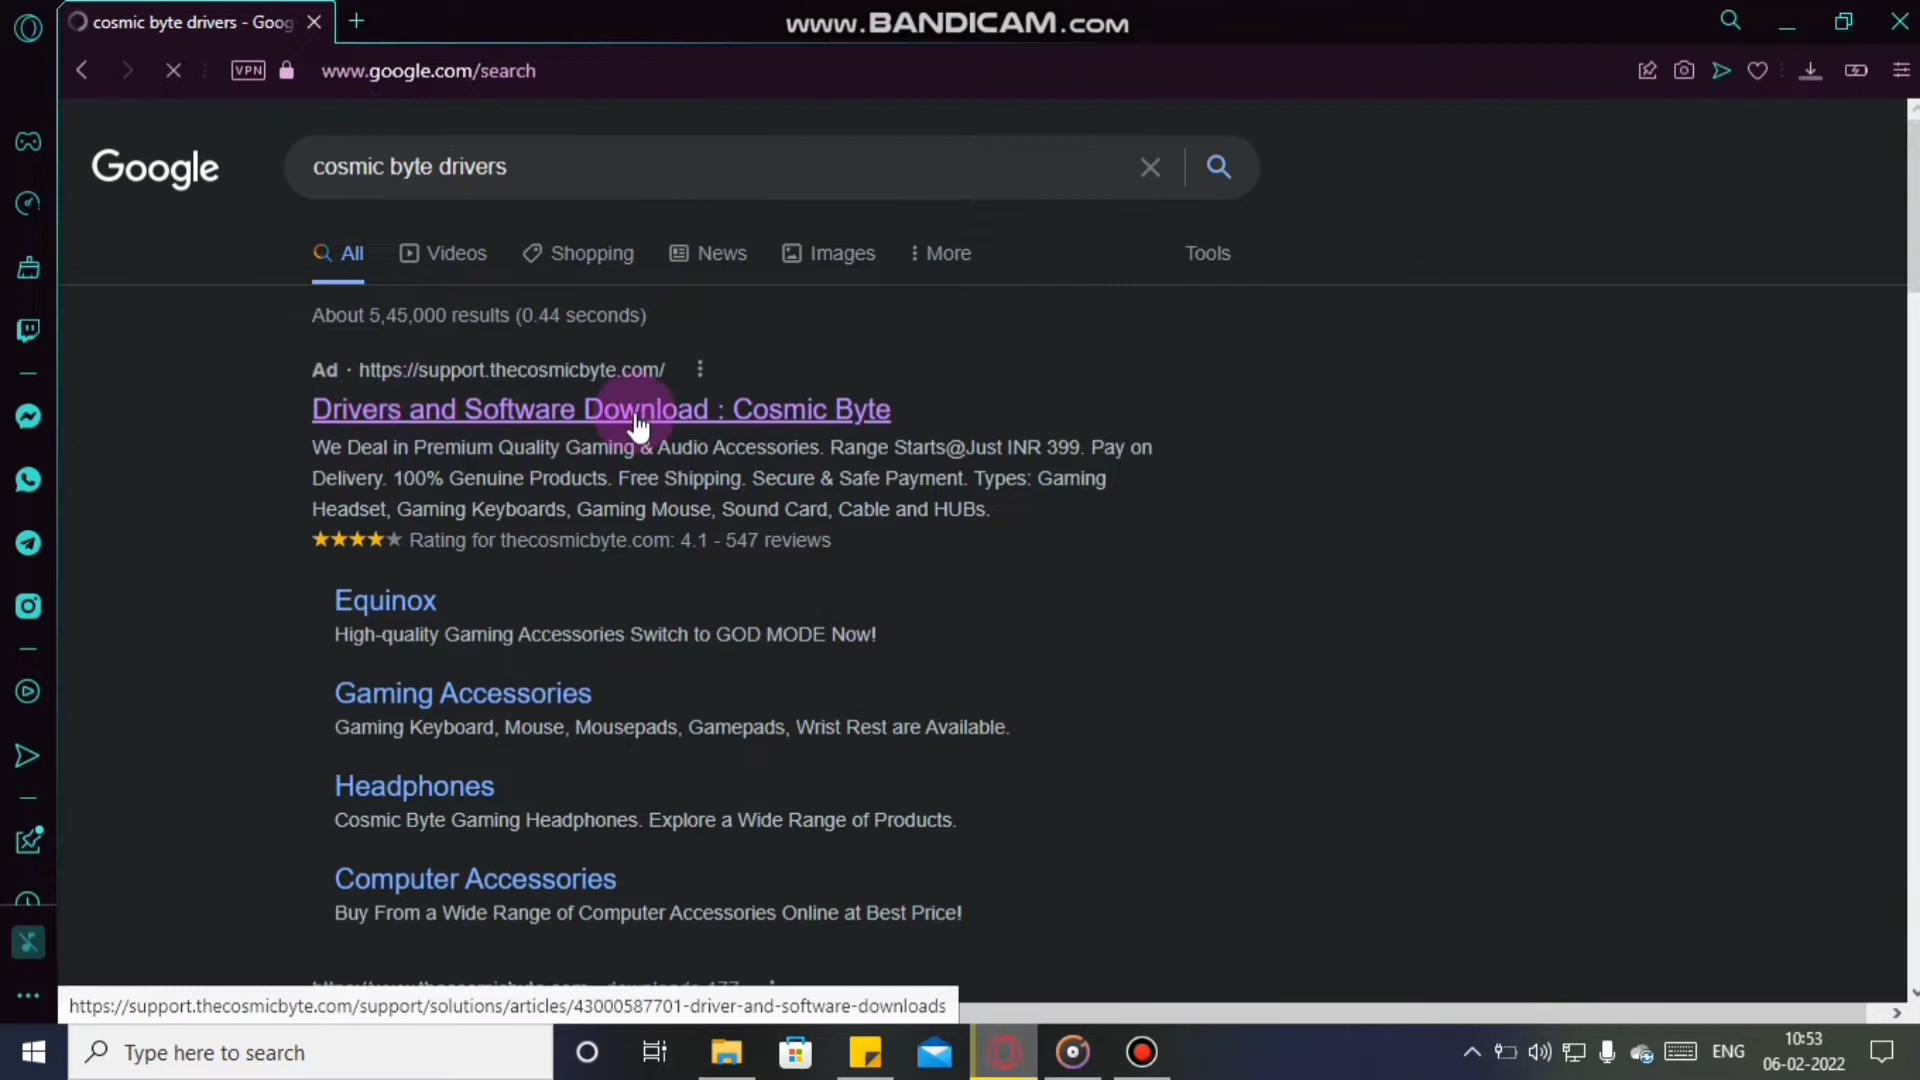 cosmic byte drivers - Goog
www.BANDICAM.com
VPN
www.google.com/search
Google
cosmic byte drivers
All
Videos
Shopping
News
Images
More
Tools
About 5,45,000 results (0.44 seconds)
Ad · https://support.thecosmicbyte.com/
Drivers and Software Download : Cosmic Byte
We Deal in Premium Quality Gaming & Audio Accessories. Range Starts@Just INR 399. Pay on
Delivery. 100% Genuine Products. Free Shipping. Secure & Safe Payment. Types: Gaming
Headset, Gaming Keyboards, Gaming Mouse, Sound Card, Cable and HUBs.
Rating for thecosmicbyte.com: 4.1 - 547 reviews
Equinox
High-quality Gaming Accessories Switch to GOD MODE Now!
Gaming Accessories
Gaming Keyboard, Mouse, Mousepads, Gamepads, Wrist Rest are Available.
Headphones
Cosmic Byte Gaming Headphones. Explore a Wide Range of Products.
Computer Accessories
Buy From a Wide Range of Computer Accessories Online at Best Price!
https://support.thecosmicbyte.com/support/solutions/articles/43000587701-driver-and-software-downloads
Type here to search
ENG
10:53
06-02-2022